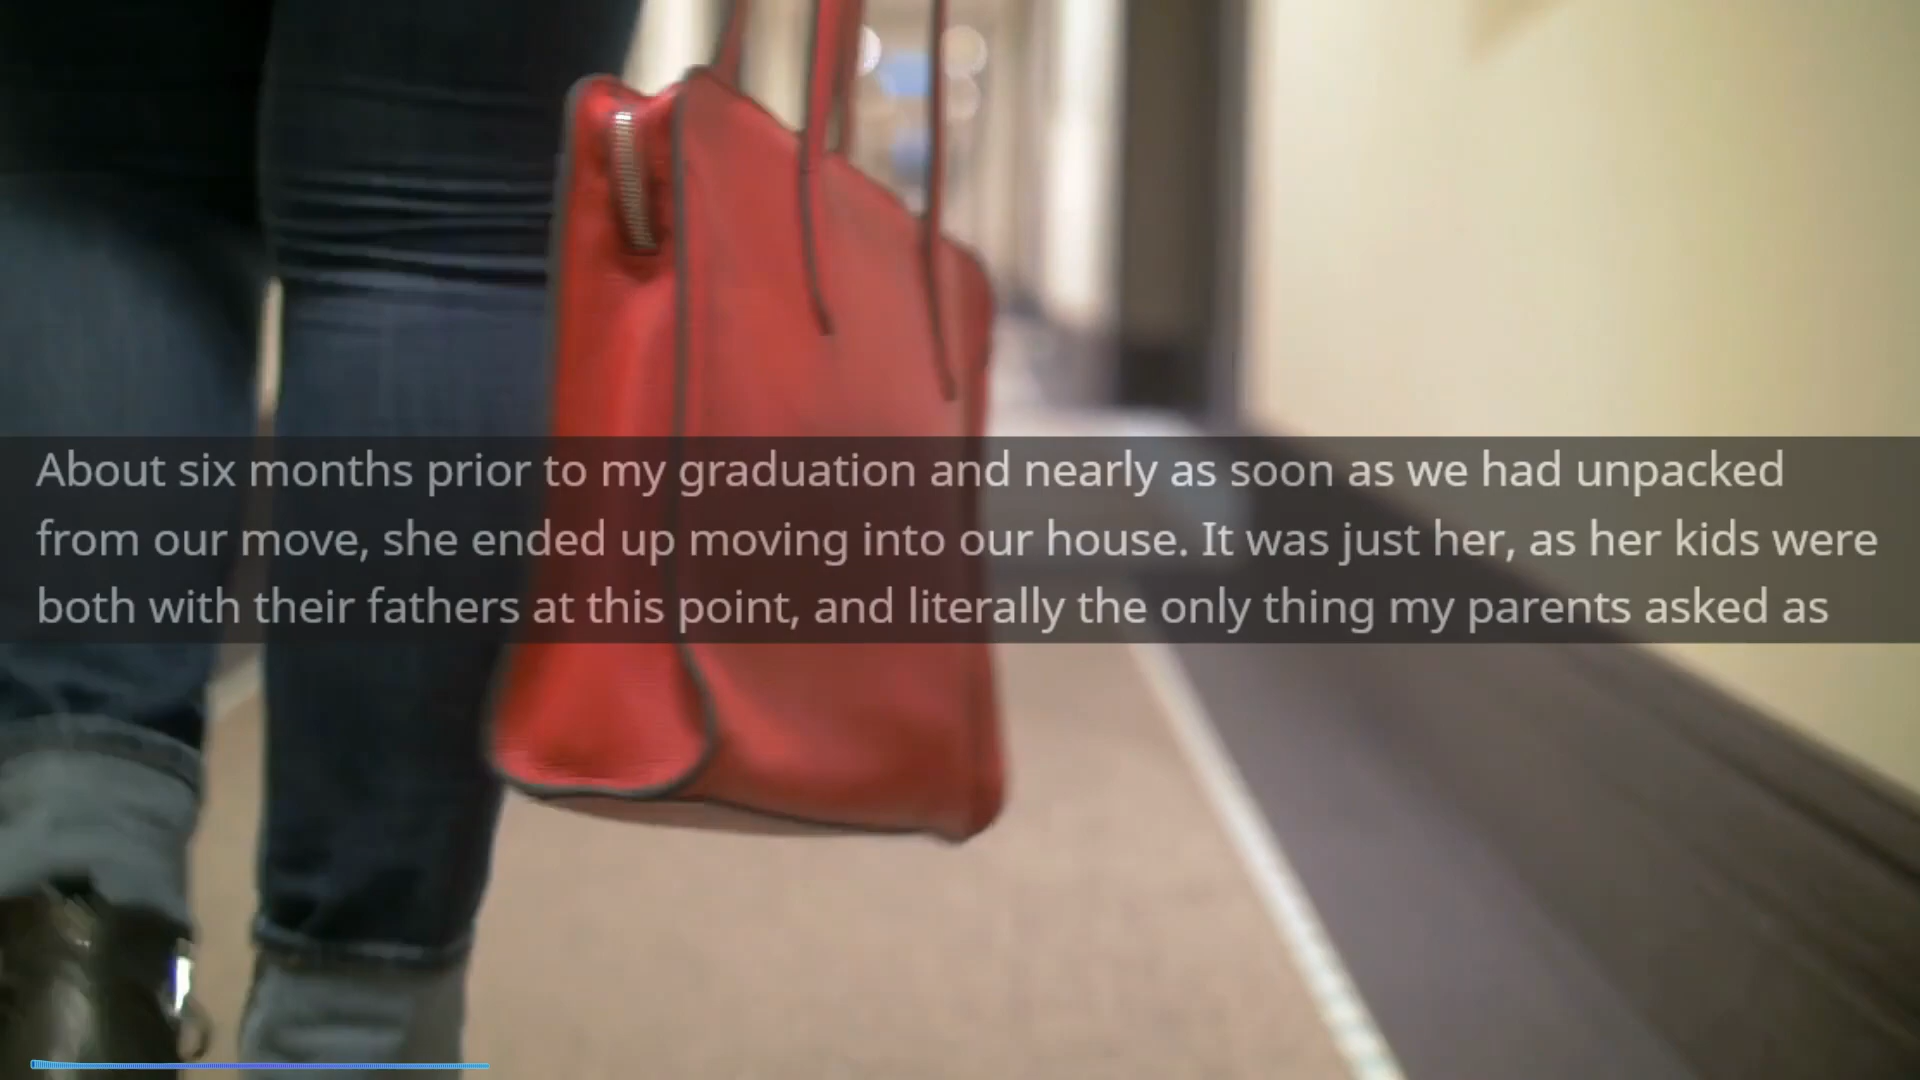 About six months prior to my graduation and nearly as soon as we had unpacked
from our move, she ended up moving into our house. It was just her, as her kids were
both with their fathers at this point, and literally the only thing my parents asked as